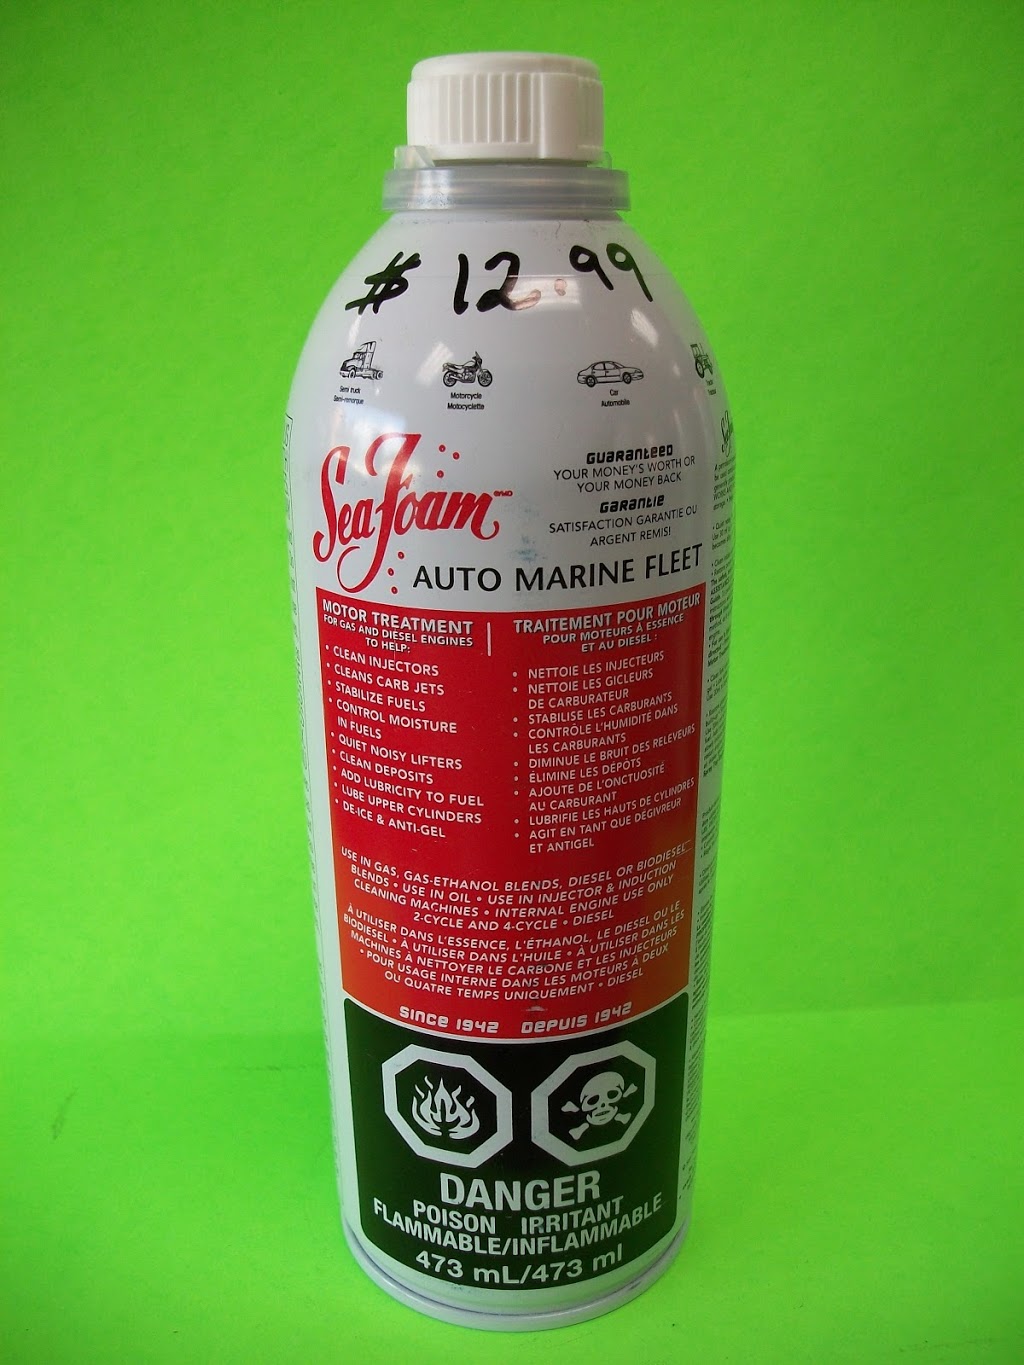 $ 12.99
Semi truck
Semi-remorque
Motorcycle
Motocyclette
Car
Automobile
Sea Foam
GUARANTEED
YOUR MONEY'S WORTH OR
YOUR MONEY BACK
GARANTIE
SATISFACTION GARANTIE OU
ARGENT REMIS!
AUTO MARINE FLEET
MOTOR TREATMENT
FOR GAS AND DIESEL ENGINES
TO HELP:
• CLEAN INJECTORS
• CLEANS CARB JETS
• STABILIZE FUELS
• CONTROL MOISTURE
IN FUELS
• QUIET NOISY LIFTERS
• CLEAN DEPOSITS
• ADD LUBRICITY TO FUEL
• LUBE UPPER CYLINDERS
• DE-ICE & ANTI-GEL
TRAITEMENT POUR MOTEUR
POUR MOTEURS À ESSENCE
ET AU DIESEL :
• NETTOIE LES INJECTEURS
• NETTOIE LES GICLEURS
DE CARBURATEUR
• STABILISE LES CARBURANTS
• CONTRÔLE L'HUMIDITÉ DANS
LES CARBURANTS
• DIMINUE LE BRUIT DES RELEVEURS
• ÉLIMINE LES DÉPÔTS
• AJOUTE DE L'ONCTUOSITÉ
AU CARBURANT
• LUBRIFIE LES HAUTS DE CYLINDRES
• AGIT EN TANT QUE DÉGIVREUR
ET ANTIGEL
USE IN GAS, GAS-ETHANOL BLENDS, DIESEL OR BIODIESEL
BLENDS • USE IN OIL • USE IN INJECTOR & INDUCTION
CLEANING MACHINES • INTERNAL ENGINE USE ONLY
2-CYCLE AND 4-CYCLE • DIESEL
À UTILISER DANS L'ESSENCE, L'ÉTHANOL, LE DIESEL OU LE
BIODIESEL • À UTILISER DANS L'HUILE • À UTILISER DANS LES
MACHINES À NETTOYER LE CARBONE ET LES INJECTEURS
• POUR USAGE INTERNE DANS LES MOTEURS À DEUX
OU QUATRE TEMPS UNIQUEMENT • DIESEL
SINCE 1942 DEPUIS 1942
DANGER
POISON IRRITANT
FLAMMABLE/INFLAMMABLE
473 mL/473 ml